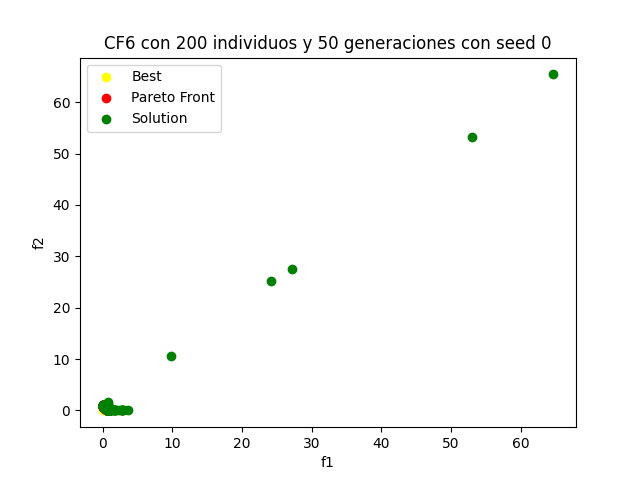 CF6 con 200 individuos y 50 generaciones con seed 0
Best
Pareto Front
Solution
f2
60
50
40
30
20
10
0
0 10 20 30 40 50 60
f1